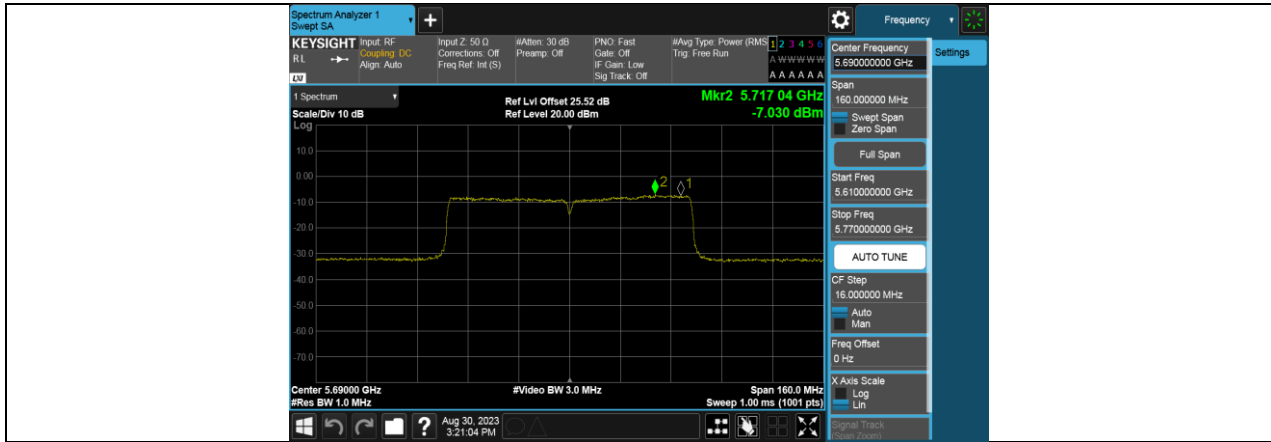 Spectrum Analyzer 1
Swept SA
+
Frequency
KEYSIGHT
RL
LXI
Input: RF
Coupling: DC
Align: Auto
Input Z: 50 Ω
Corrections: Off
Freq Ref: Int (S)
#Atten: 30 dB
Preamp: Off
PNO: Fast
Gate: Off
IF Gain: Low
Sig Track: Off
#Avg Type: Power (RMS
Trig: Free Run
1 2 3 4 5 6
A W W W W W
A A A A A A
Center Frequency
5.690000000 GHz
Settings
Span
160.000000 MHz
Swept Span
Zero Span
Full Span
Start Freq
5.610000000 GHz
Stop Freq
5.770000000 GHz
AUTO TUNE
CF Step
16.000000 MHz
Auto
Man
Freq Offset
0 Hz
X Axis Scale
Log
Lin
Signal Track
(Span Zoom)
1 Spectrum
Scale/Div 10 dB
Log
Ref Lvl Offset 25.52 dB
Ref Level 20.00 dBm
Mkr2 5.717 04 GHz
-7.030 dBm
10.0
0.00
-10.0
-20.0
-30.0
-40.0
-50.0
-60.0
-70.0
2
1
Center 5.69000 GHz
#Res BW 1.0 MHz
#Video BW 3.0 MHz
Span 160.0 MHz
Sweep 1.00 ms (1001 pts)
?
Aug 30, 2023
3:21:04 PM